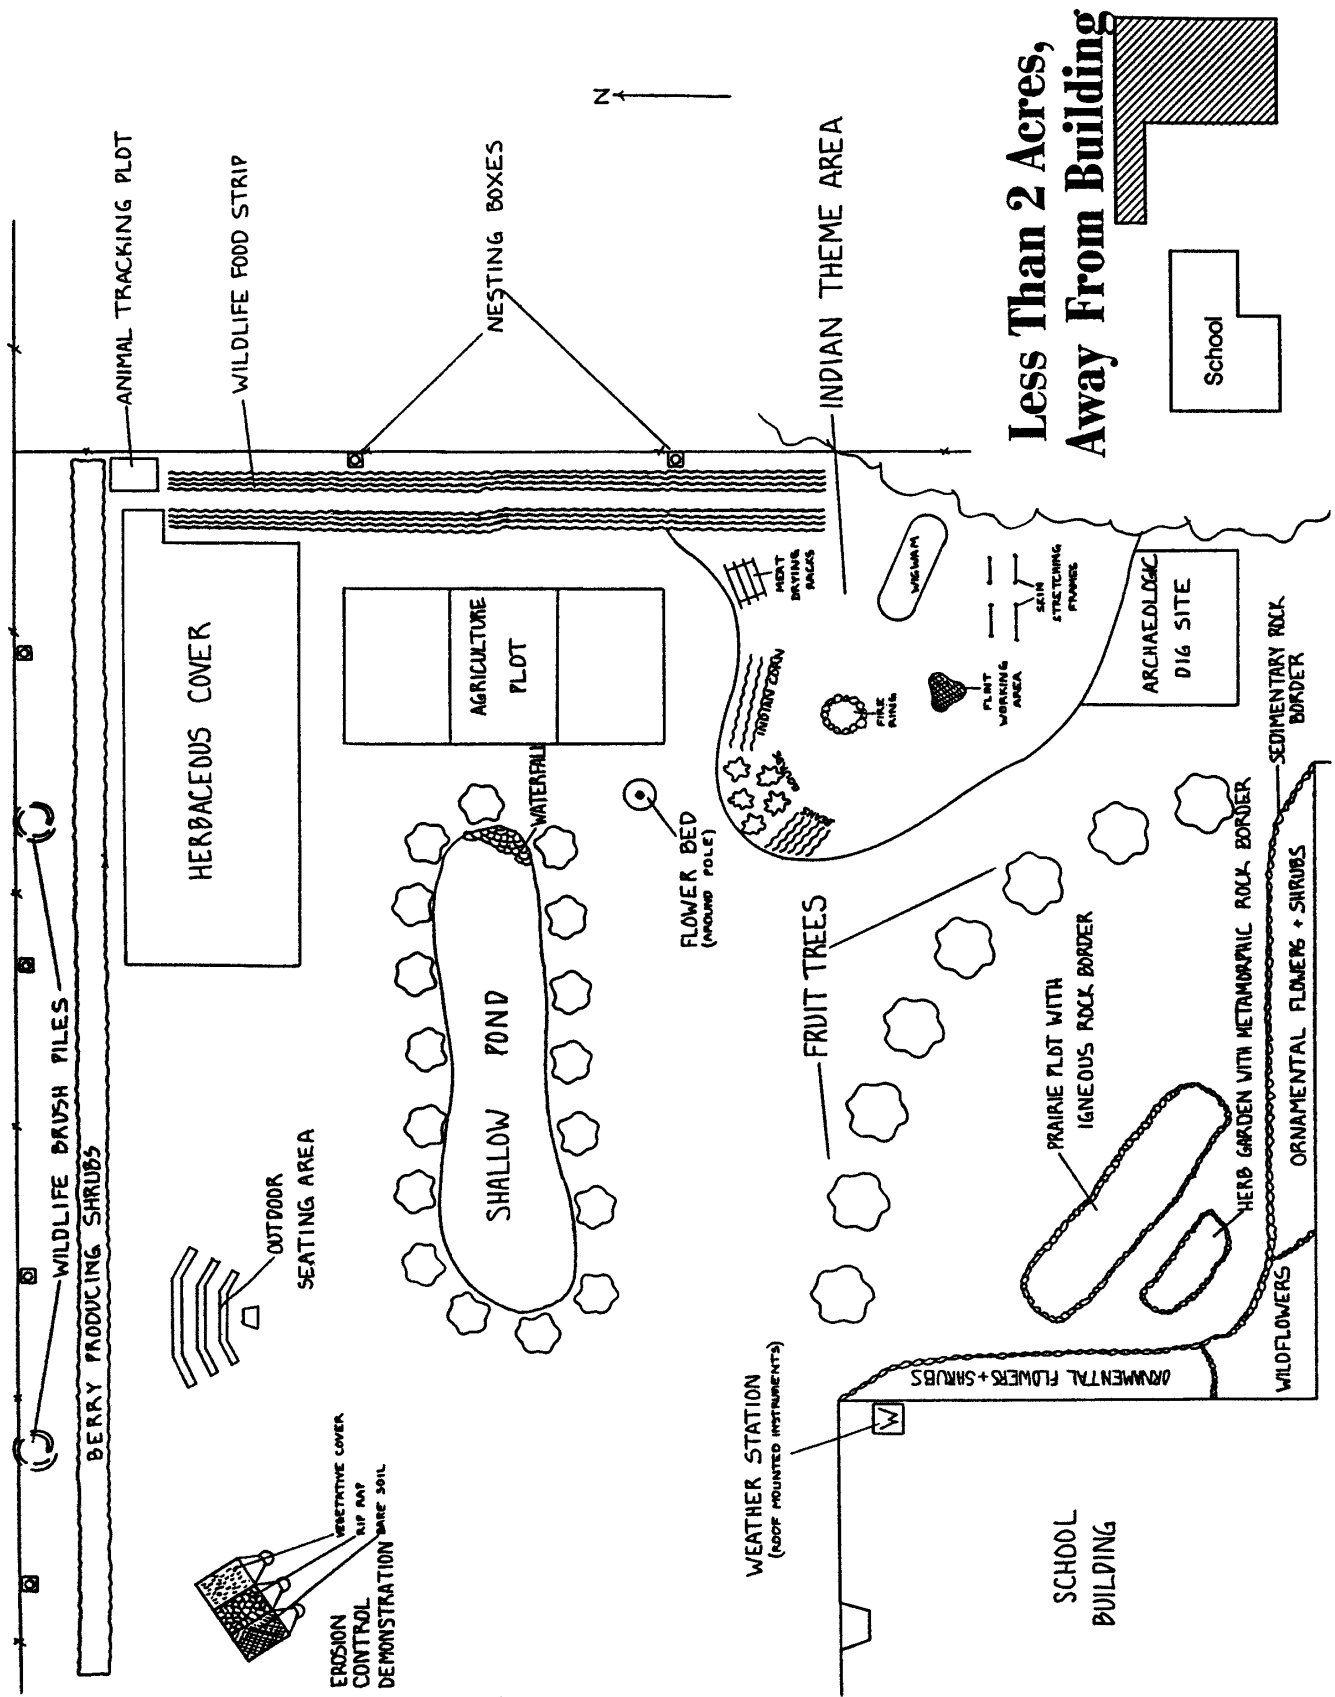 Less Than 2 Acres,
Away From Building
School
N
ANIMAL TRACKING PLOT
WILDLIFE FOOD STRIP
NESTING BOXES
INDIAN THEME AREA
WILDLIFE BRUSH PILES
BERRY PRODUCING SHRUBS
HERBACEOUS COVER
AGRICULTURE
PLOT
WATERFALL
SHALLOW POND
FLOWER BED
(AROUND POLE)
OUTDOOR
SEATING AREA
VEGETATIVE COVER
RIP RAP
BARE SOIL
EROSION
CONTROL
DEMONSTRATION
MEAT
DRYING
RACKS
WIGWAM
SKIN
STRETCHING
FRAMES
INDIAN CORN
BEANS
FIRE
RING
FLINT
WORKING
AREA
ARCHAEOLOGIC
DIG SITE
FRUIT TREES
PRAIRIE PLOT WITH
IGNEOUS ROCK BORDER
HERB GARDEN WITH METAMORPHIC ROCK BORDER
SEDIMENTARY ROCK
BORDER
ORNAMENTAL FLOWERS + SHRUBS
WILDFLOWERS
ORNAMENTAL FLOWERS + SHRUBS
WEATHER STATION
(ROOF MOUNTED INSTRUMENTS)
W
SCHOOL
BUILDING